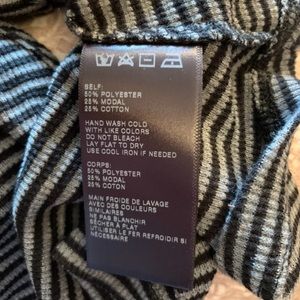 SELF:
50% POLYESTER
25% MODAL
25% COTTON
HAND WASH COLD
WITH LIKE COLORS
DO NOT BLEACH
LAY FLAT TO DRY
USE COOL IRON IF NEEDED
CORPS:
50% POLYESTER
25% MODAL
25% COTON
MAIN FROIDE DE LAVAGE
AVEC DES COULEURS
SIMILAIRES
NE PAS BLANCHIR
SÉCHER À PLAT
UTILISER LE FER REFROIDIR SI
NÉCESSAIRE